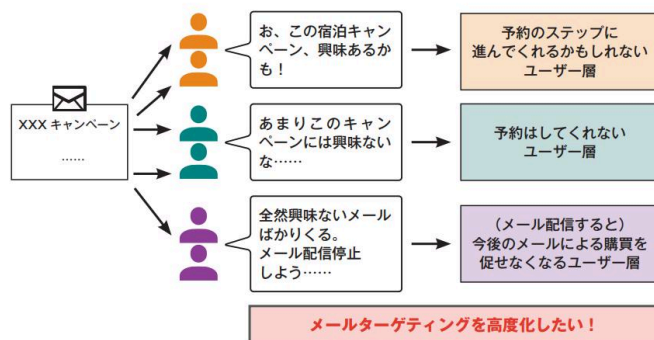 XXX キャンペーン
……
お、この宿泊キャン
ペーン、興味あるか
も！
予約のステップに
進んでくれるかもしれない
ユーザー層
あまりこのキャン
ペーンには興味ない
な……
予約はしてくれない
ユーザー層
全然興味ないメール
ばかりくる。
メール配信停止
しよう……
（メール配信すると）
今後のメールによる購買を
促せなくなるユーザー層
メールターゲティングを高度化したい！